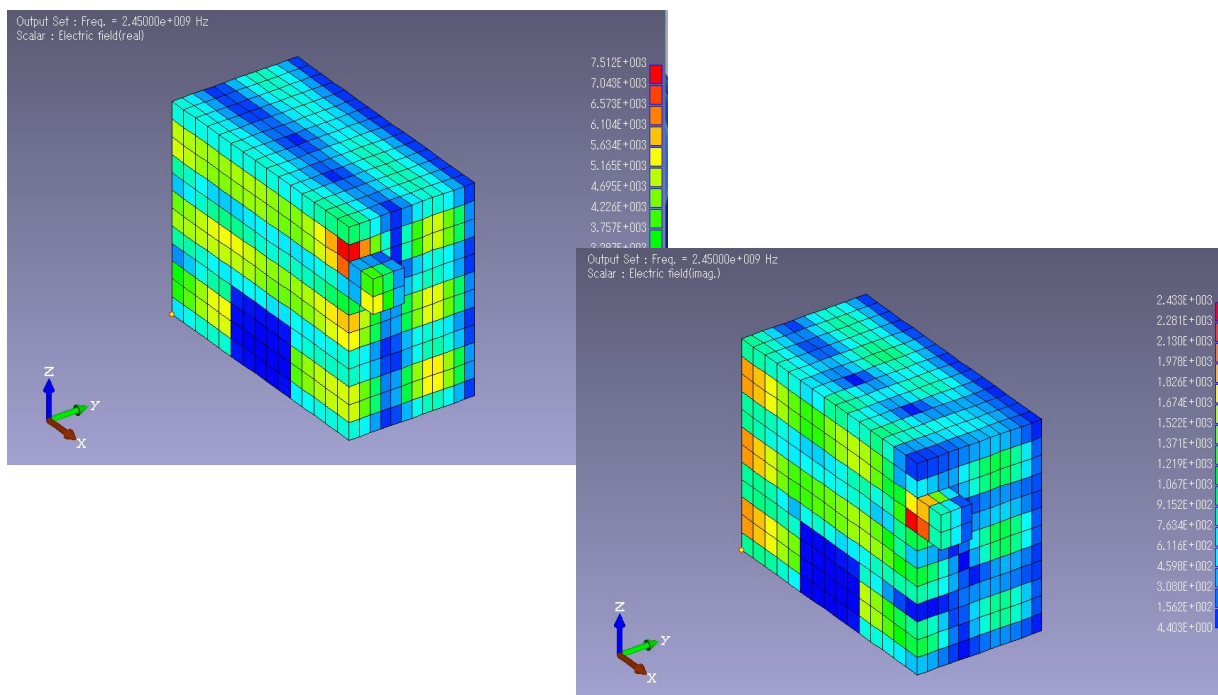 Output Set : Freq. = 2.45000e+009 Hz
Scalar : Electric field(real)
7.512E+003
7.043E+003
6.573E+003
6.104E+003
5.634E+003
5.165E+003
4.695E+003
4.226E+003
3.757E+003
Z
Y
X
Output Set : Freq. = 2.45000e+009 Hz
Scalar : Electric field(imag.)
2.433E+003
2.281E+003
2.130E+003
1.978E+003
1.826E+003
1.674E+003
1.522E+003
1.371E+003
1.219E+003
1.067E+003
9.152E+002
7.634E+002
6.116E+002
4.598E+002
3.080E+002
1.562E+002
4.403E+000
Z
Y
X